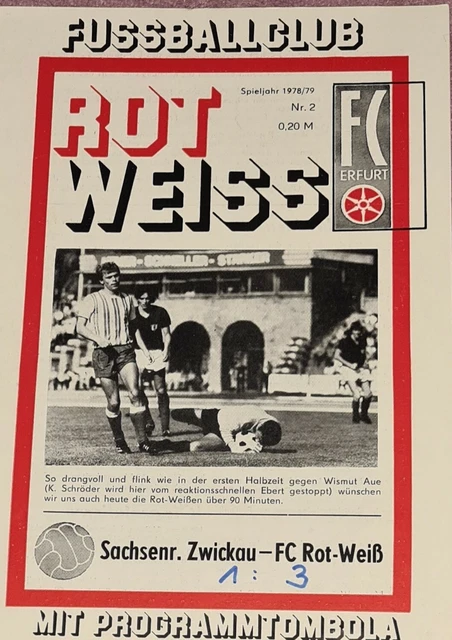 FUSSBALLCLUB
ROT
WEISS
Spieljahr 1978/79
Nr. 2
0,20 M
FC
ERFURT
So drangvoll und flink wie in der ersten Halbzeit gegen Wismut Aue
(K. Schröder wird hier vom reaktionsschnellen Ebert gestoppt) wünschen
wir uns auch heute die Rot-Weißen über 90 Minuten.
Sachsenr. Zwickau – FC Rot-Weiß
1 : 3
MIT PROGRAMMTOMBOLA